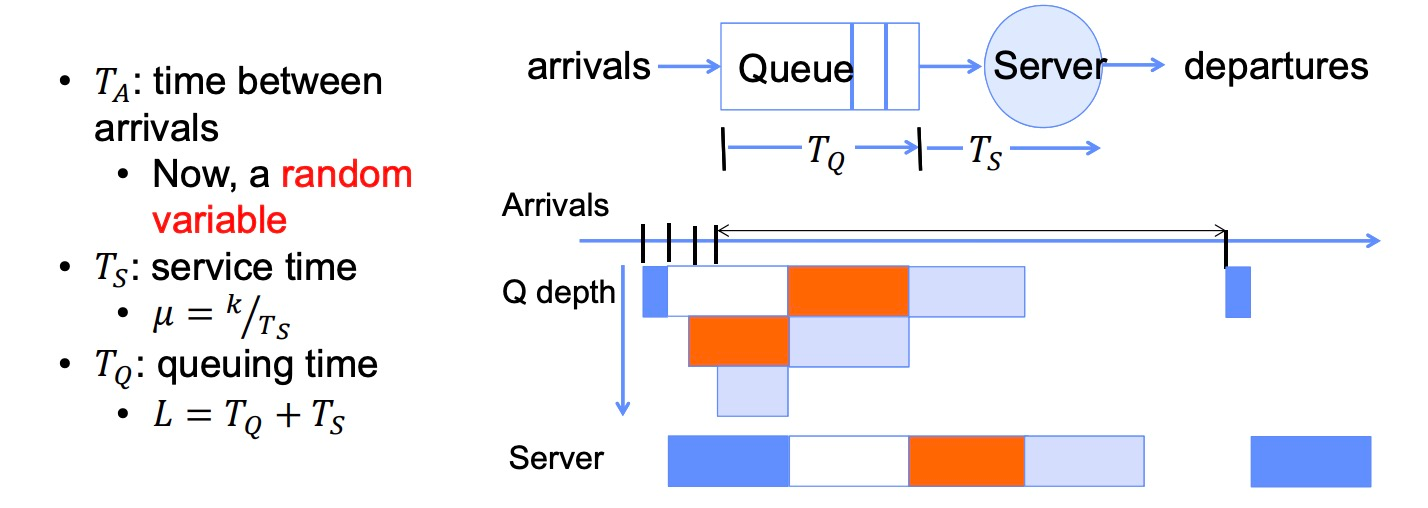 • T_A: time between
arrivals
• Now, a random
variable
• T_S: service time
• μ = k/T_S
• T_Q: queuing time
• L = T_Q + T_S
arrivals Queue Server departures
T_Q T_S
Arrivals
Q depth
Server